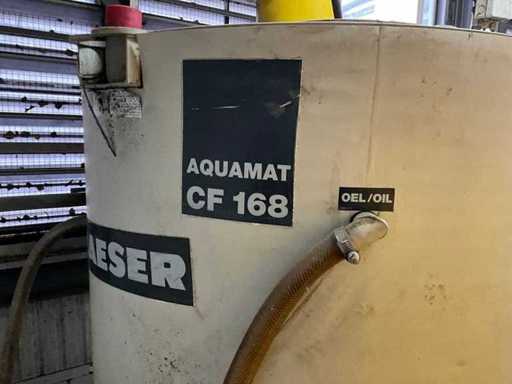 AQUAMAT
CF 168
OEL/OIL
AESER